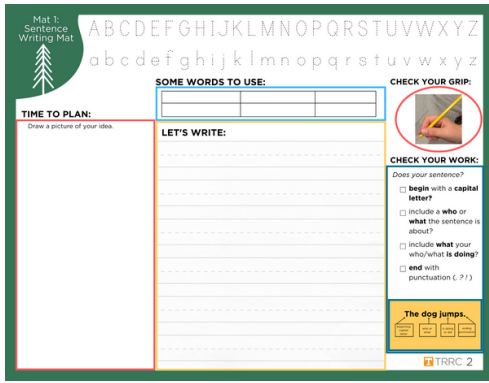 Mat 1:
Sentence
Writing Mat
A B C D E F G H I J K L M N O P Q R S T U V W X Y Z
a b c d e f g h i j k l m n o p q r s t u v w x y z
SOME WORDS TO USE:
CHECK YOUR GRIP:
TIME TO PLAN:
Draw a picture of your idea.
LET'S WRITE:
CHECK YOUR WORK:
Does your sentence?
begin with a capital
letter?
include a who or
what the sentence is
about?
include what your
who/what is doing?
end with
punctuation (. ? ! )
The dog jumps.
TRRC 2